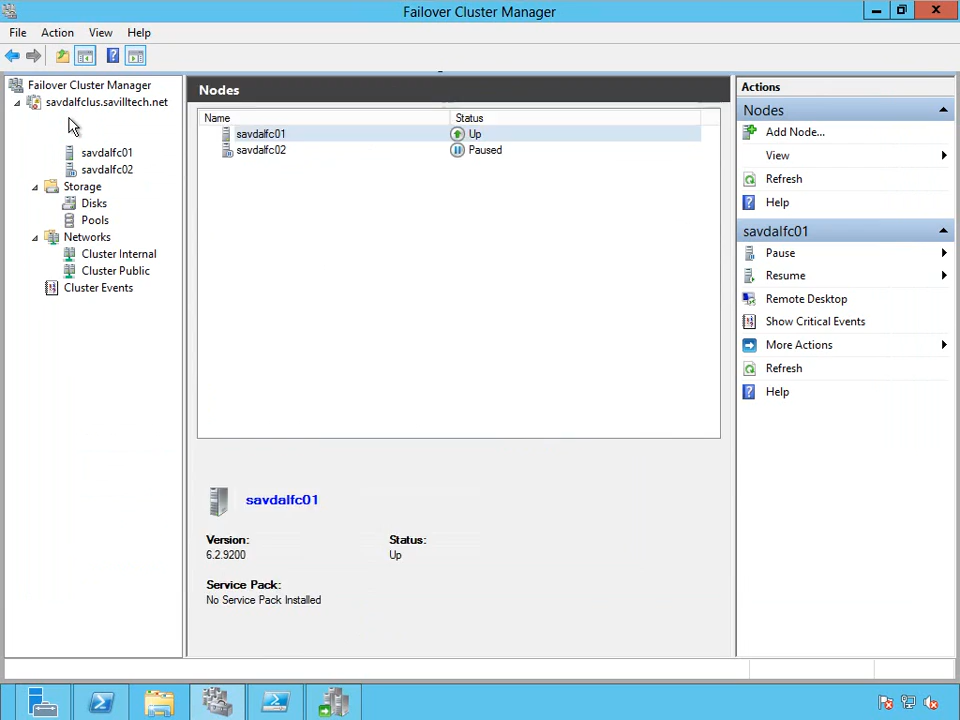 Failover Cluster Manager
File Action View Help
Failover Cluster Manager
savdalfclus.savilltech.net
savdalfc01
savdalfc02
Storage
Disks
Pools
Networks
Cluster Internal
Cluster Public
Cluster Events
Nodes
Name Status
savdalfc01 Up
savdalfc02 Paused
savdalfc01
Version: Status:
6.2.9200 Up
Service Pack:
No Service Pack Installed
Actions
Nodes
Add Node...
View
Refresh
Help
savdalfc01
Pause
Resume
Remote Desktop
Show Critical Events
More Actions
Refresh
Help